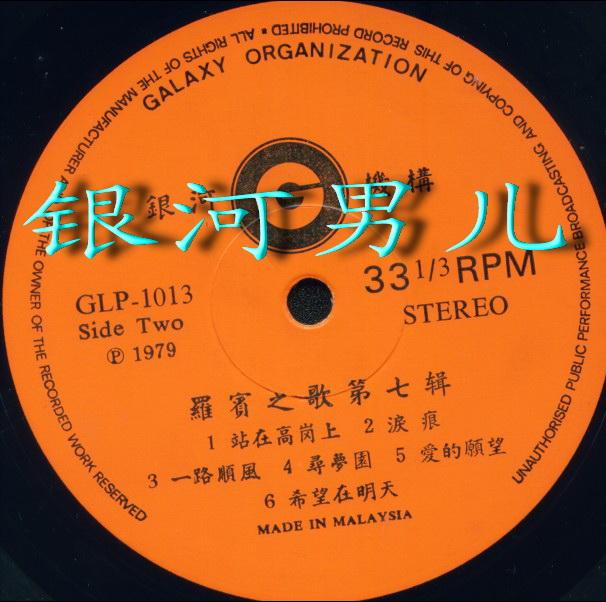 ALL RIGHTS OF THE MANUFACTURER AND THE OWNER OF THE RECORDED WORK RESERVED
UNAUTHORISED PUBLIC PERFORMANCE BROADCASTING AND COPYING OF THIS RECORD PROHIBITED ■
GALAXY ORGANIZATION
銀河 G 機構
银河男儿
33 1/3 RPM
STEREO
GLP-1013
Side Two
Ⓟ 1979
羅賓之歌第七辑
1 站在高岗上 2 淚痕
3 一路順風 4 尋夢園 5 愛的願望
6 希望在明天
MADE IN MALAYSIA